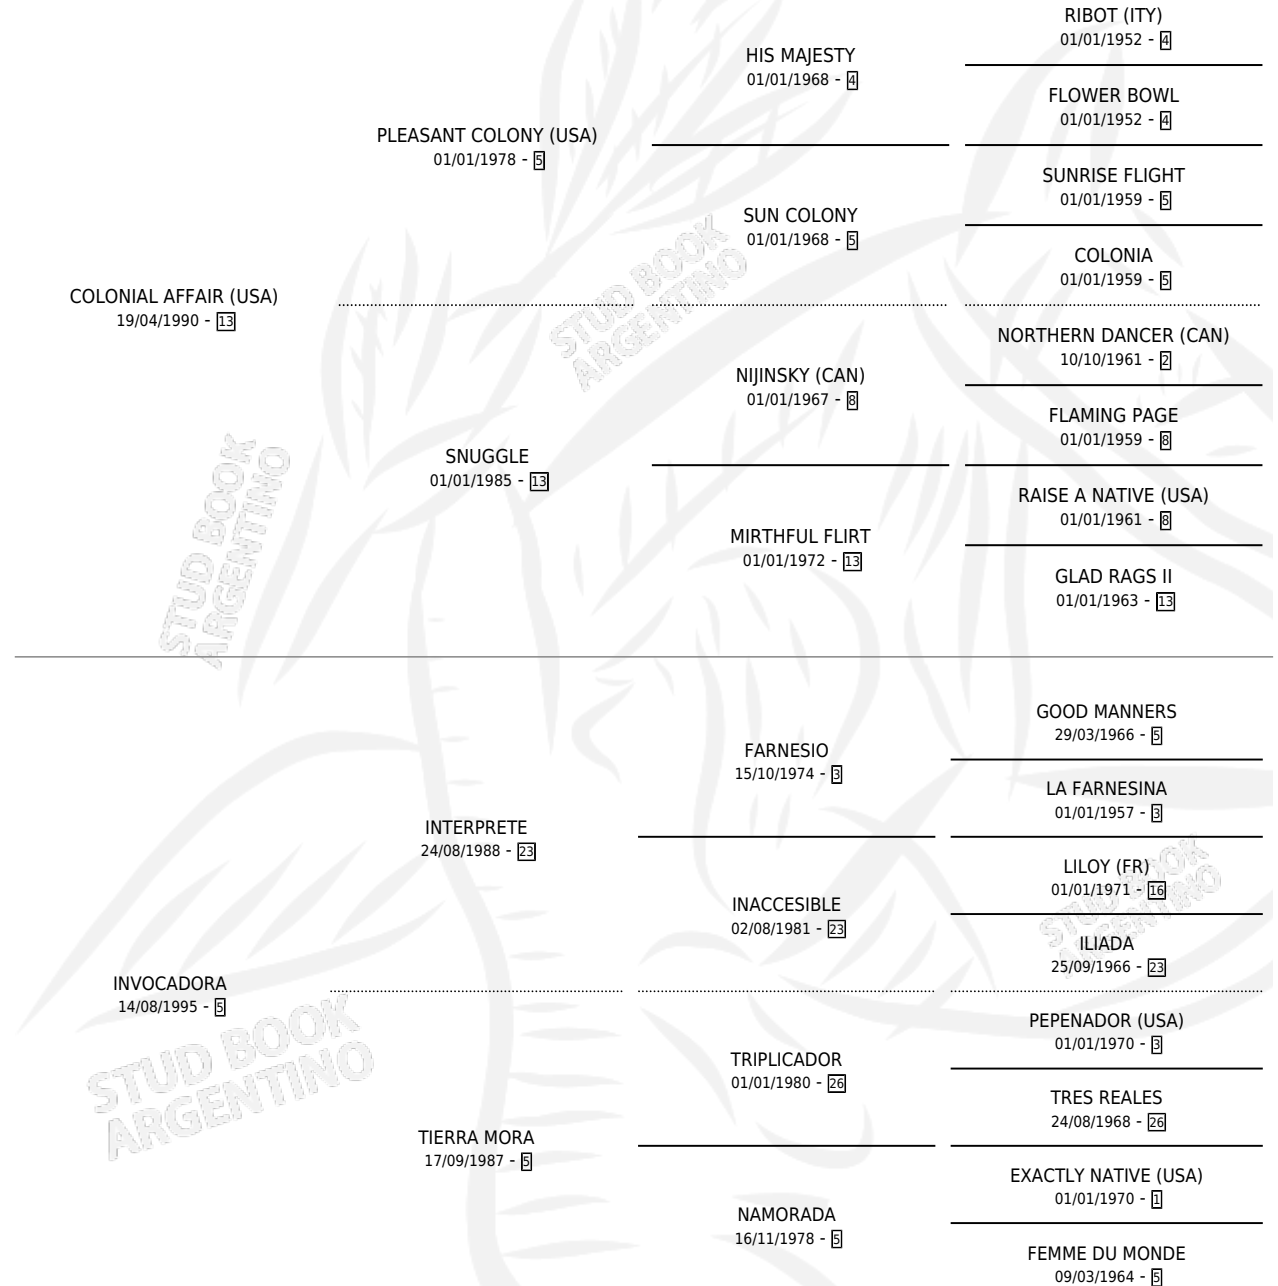 RIBOT (ITY)
01/01/1952 - 4
HIS MAJESTY
01/01/1968 - 4
FLOWER BOWL
01/01/1952 - 4
PLEASANT COLONY (USA)
01/01/1978 - 5
SUNRISE FLIGHT
01/01/1959 - 5
SUN COLONY
01/01/1968 - 5
COLONIA
01/01/1959 - 5
COLONIAL AFFAIR (USA)
19/04/1990 - 13
NORTHERN DANCER (CAN)
10/10/1961 - 2
NIJINSKY (CAN)
01/01/1967 - 8
FLAMING PAGE
01/01/1959 - 8
SNUGGLE
01/01/1985 - 13
RAISE A NATIVE (USA)
01/01/1961 - 8
MIRTHFUL FLIRT
01/01/1972 - 13
GLAD RAGS II
01/01/1963 - 13
GOOD MANNERS
29/03/1966 - 5
FARNESIO
15/10/1974 - 3
LA FARNESINA
01/01/1957 - 3
INTERPRETE
24/08/1988 - 23
LILOY (FR)
01/01/1971 - 16
INACCESIBLE
02/08/1981 - 23
ILIADA
25/09/1966 - 23
INVOCADORA
14/08/1995 - 5
PEPENADOR (USA)
01/01/1970 - 3
TRIPLICADOR
01/01/1980 - 26
TRES REALES
24/08/1968 - 26
TIERRA MORA
17/09/1987 - 5
EXACTLY NATIVE (USA)
01/01/1970 - 1
NAMORADA
16/11/1978 - 5
FEMME DU MONDE
09/03/1964 - 5
STUD BOOK
ARGENTINO
STUD BOOK
ARGENTINO
STUD BOOK
ARGENTINO
STUD BOOK
ARGENTINO